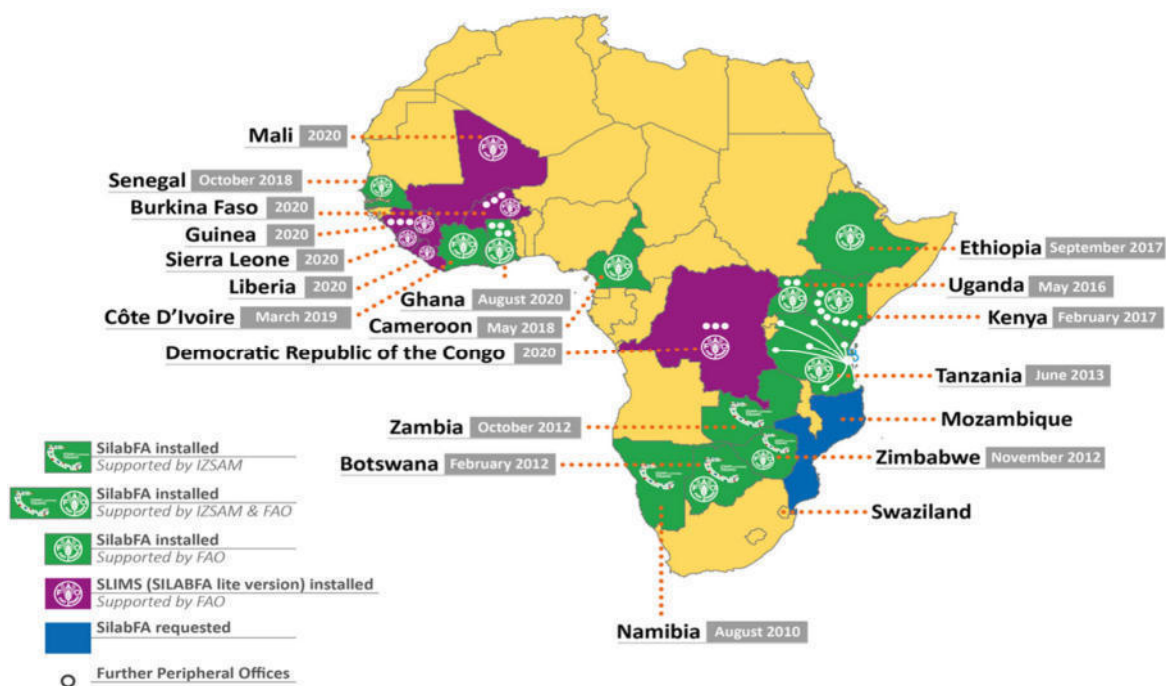 Mali 2020
Senegal October 2018
Burkina Faso 2020
Guinea 2020
Sierra Leone 2020
Liberia 2020
Côte D'Ivoire March 2019
Ghana August 2020
Cameroon May 2018
Democratic Republic of the Congo 2020
Ethiopia September 2017
Uganda May 2016
Kenya February 2017
Tanzania June 2013
Mozambique
Zambia October 2012
Botswana February 2012
Zimbabwe November 2012
Swaziland
Namibia August 2010
SilabFA installed
Supported by IZSAM
SilabFA installed
Supported by IZSAM & FAO
SilabFA installed
Supported by FAO
SLIMS (SILABFA lite version) installed
Supported by FAO
SilabFA requested
Further Peripheral Offices